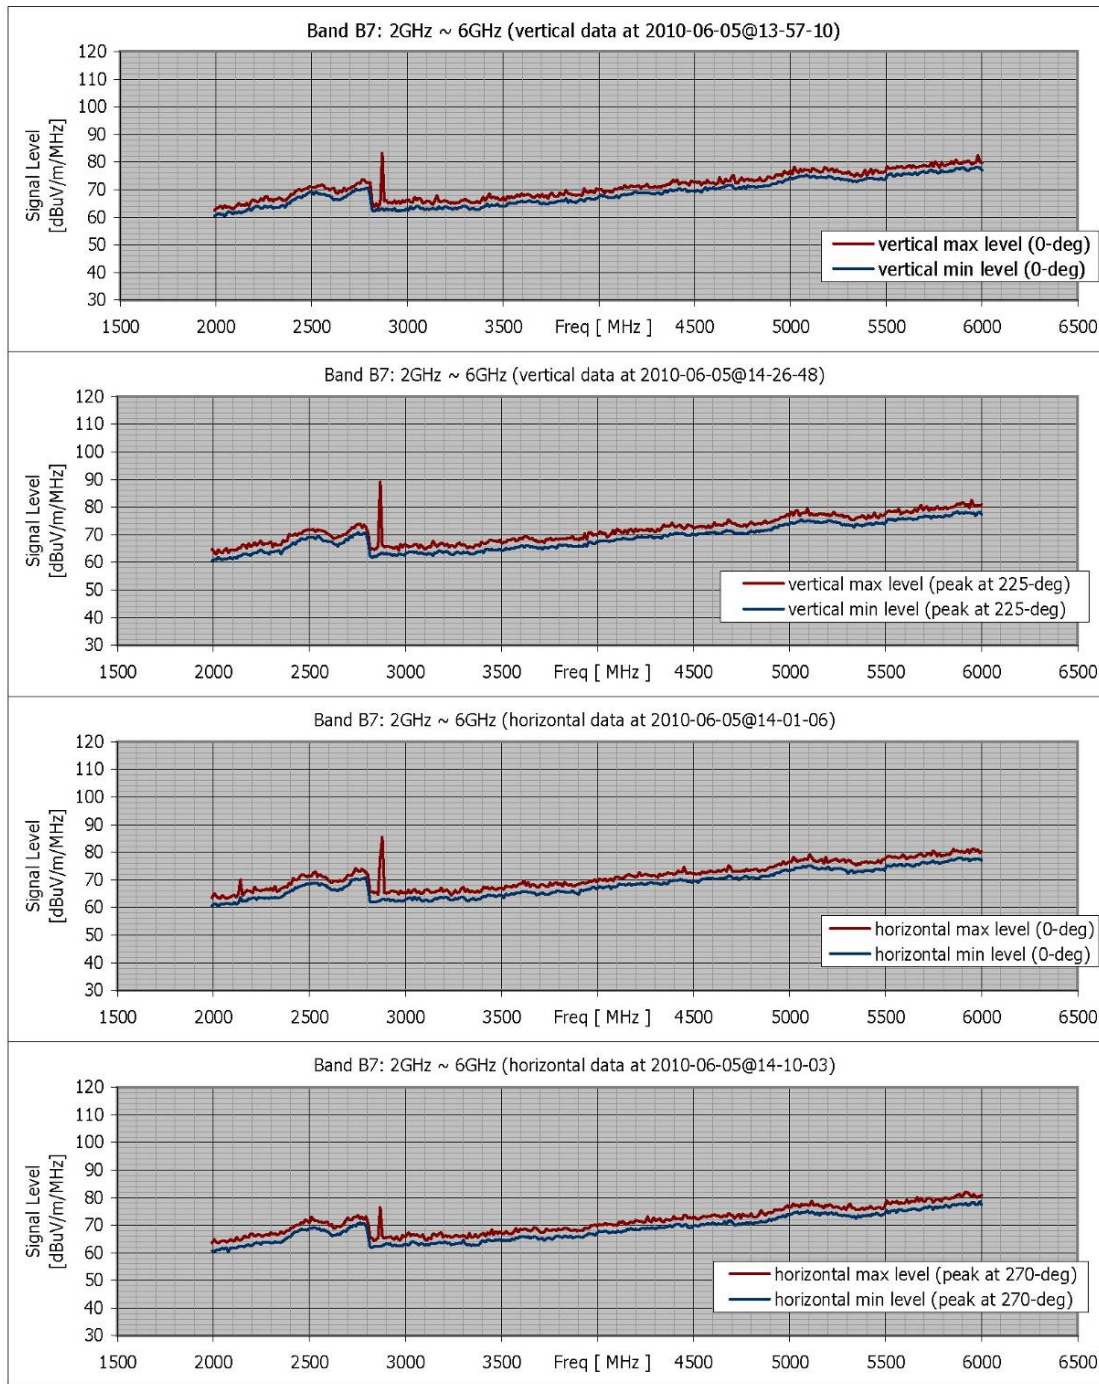 Band B7: 2GHz ~ 6GHz (vertical data at 2010-06-05@13-57-10)
120
110
100
90
80
70
60
50
40
30
Signal Level
[dBuV/m/MHz]
vertical max level (0-deg)
vertical min level (0-deg)
1500 2000 2500 3000 3500 Freq [ MHz ] 4500 5000 5500 6000 6500
Band B7: 2GHz ~ 6GHz (vertical data at 2010-06-05@14-26-48)
120
110
100
90
80
70
60
50
40
30
Signal Level
[dBuV/m/MHz]
vertical max level (peak at 225-deg)
vertical min level (peak at 225-deg)
1500 2000 2500 3000 3500 Freq [ MHz ] 4500 5000 5500 6000 6500
Band B7: 2GHz ~ 6GHz (horizontal data at 2010-06-05@14-01-06)
120
110
100
90
80
70
60
50
40
30
Signal Level
[dBuV/m/MHz]
horizontal max level (0-deg)
horizontal min level (0-deg)
1500 2000 2500 3000 3500 Freq [ MHz ] 4500 5000 5500 6000 6500
Band B7: 2GHz ~ 6GHz (horizontal data at 2010-06-05@14-10-03)
120
110
100
90
80
70
60
50
40
30
Signal Level
[dBuV/m/MHz]
horizontal max level (peak at 270-deg)
horizontal min level (peak at 270-deg)
1500 2000 2500 3000 3500 Freq [ MHz ] 4500 5000 5500 6000 6500